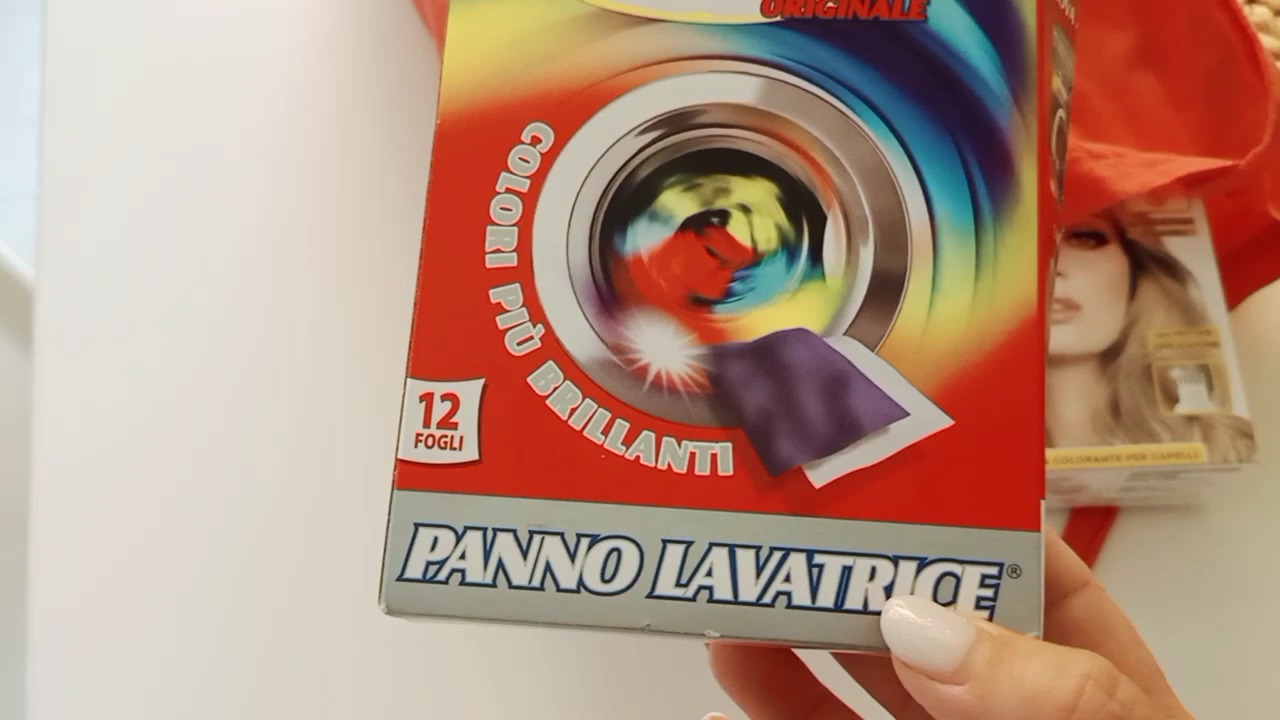 ORIGINALE
COLORI PIÙ BRILLANTI
12
FOGLI
PANNO LAVATRICE®
COLORANTE PER CAPELLI